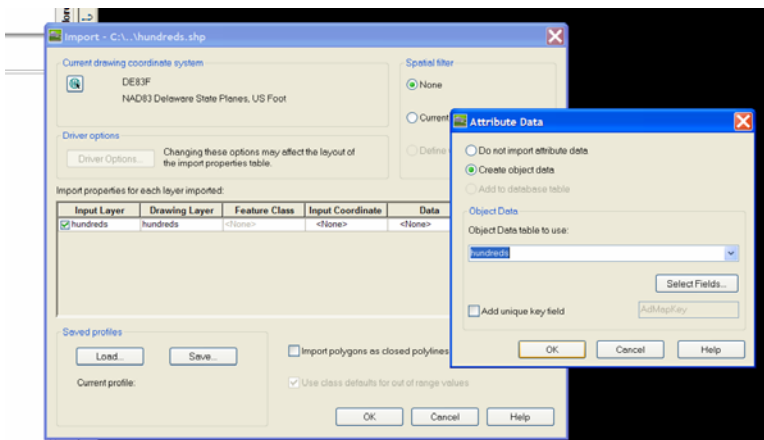 Import - C:\..\hundreds.shp
Current drawing coordinate system
DE83F
NAD83 Delaware State Planes, US Foot
Spatial filter
None
Current
Define
Driver options
Driver Options...
Changing these options may affect the layout of
the import properties table.
Import properties for each layer imported:
Input Layer Drawing Layer Feature Class Input Coordinate Data
hundreds hundreds <None> <None> <None>
Saved profiles
Load... Save...
Current profile:
Import polygons as closed polylines
Use class defaults for out of range values
OK Cancel Help
Attribute Data
Do not import attribute data
Create object data
Add to database table
Object Data
Object Data table to use:
hundreds
Select Fields...
Add unique key field AdMapKey
OK Cancel Help